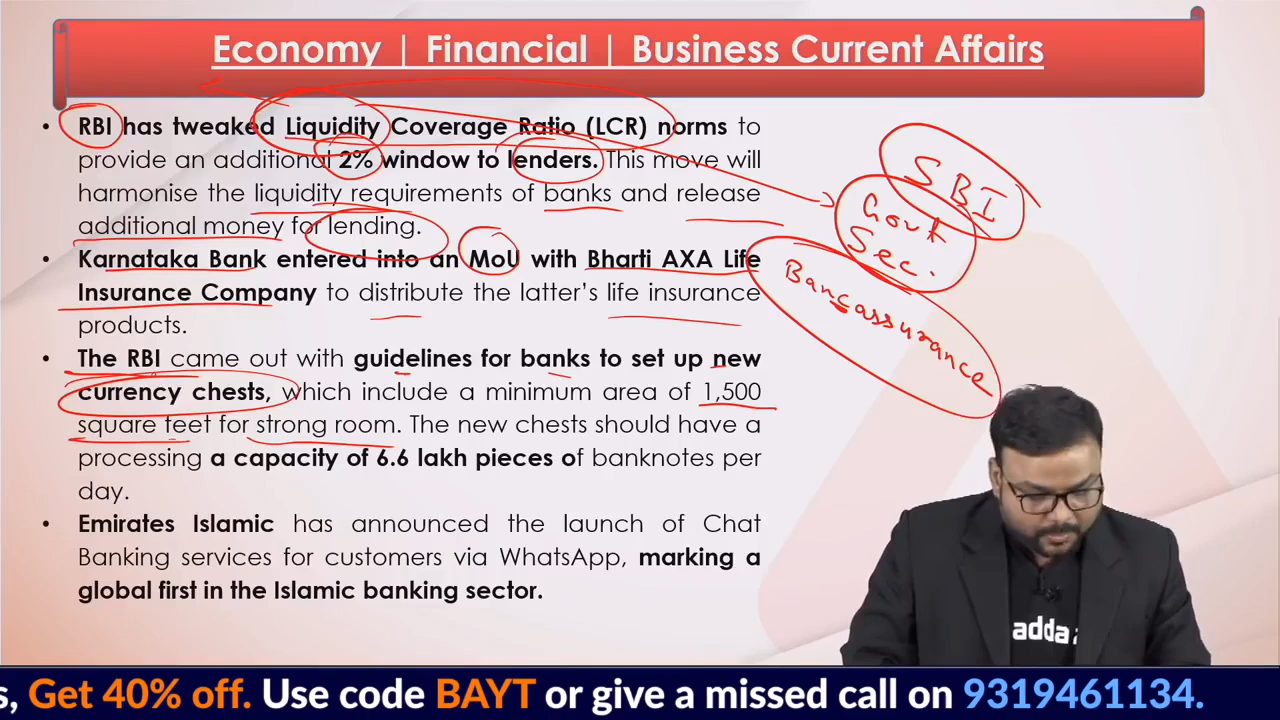 Economy | Financial | Business Current Affairs
• RBI has tweaked Liquidity Coverage Ratio (LCR) norms to
provide an additional 2% window to lenders. This move will
harmonise the liquidity requirements of banks and release
additional money for lending.
• Karnataka Bank entered into an MoU with Bharti AXA Life
Insurance Company to distribute the latter's life insurance
products.
• The RBI came out with guidelines for banks to set up new
currency chests, which include a minimum area of 1,500
square feet for strong room. The new chests should have a
processing a capacity of 6.6 lakh pieces of banknotes per
day.
• Emirates Islamic has announced the launch of Chat
Banking services for customers via WhatsApp, marking a
global first in the Islamic banking sector.
SBI
Govt
Sec.
Bancassurance
adda
s, Get 40% off. Use code BAYT or give a missed call on 9319461134.